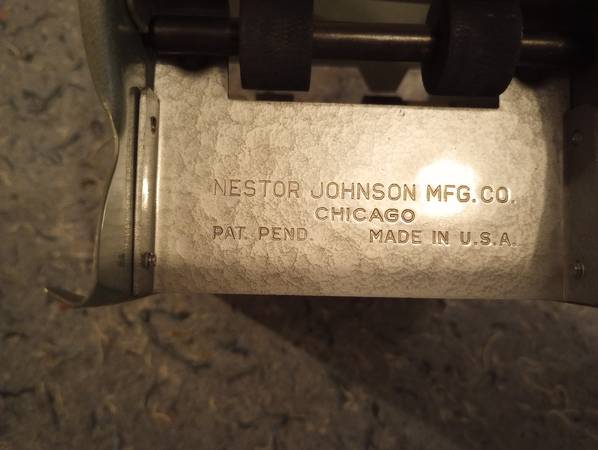 NESTOR JOHNSON MFG. CO.
CHICAGO
PAT. PEND. MADE IN U.S.A.